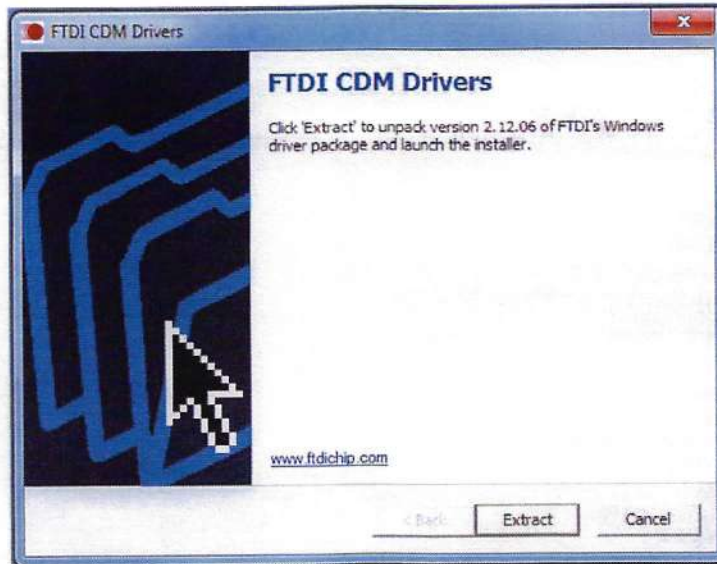 FTDI CDM Drivers
FTDI CDM Drivers
Click 'Extract' to unpack version 2.12.06 of FTDI's Windows
driver package and launch the installer.
www.ftdichip.com
< Back
Extract
Cancel